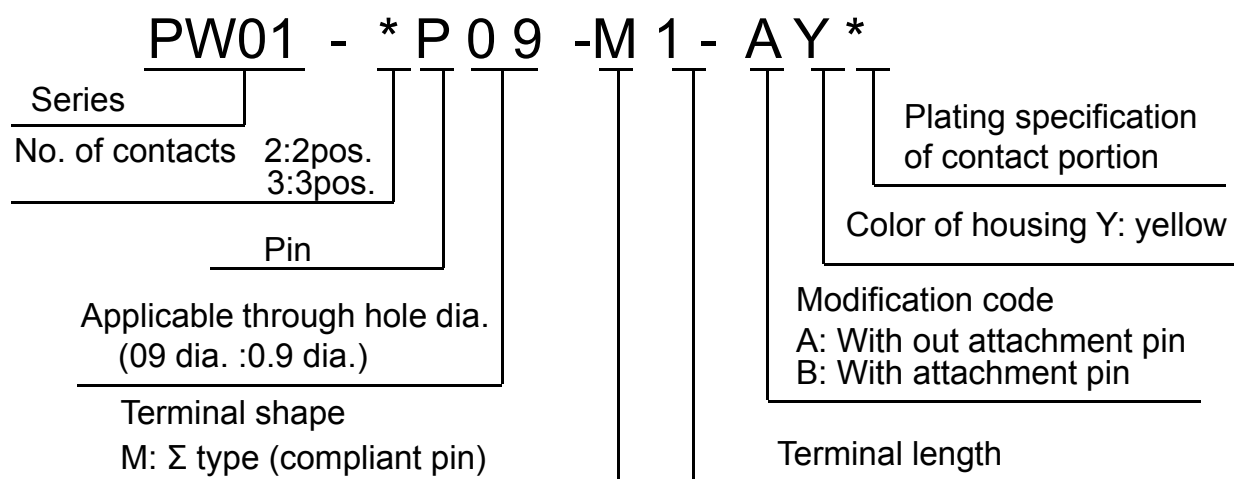 PW01 - * P 0 9 -M 1 - A Y *
Series
No. of contacts 2:2pos.
3:3pos.
Pin
Applicable through hole dia.
(09 dia. :0.9 dia.)
Terminal shape
M: Σ type (compliant pin)
Plating specification
of contact portion
Color of housing Y: yellow
Modification code
A: With out attachment pin
B: With attachment pin
Terminal length